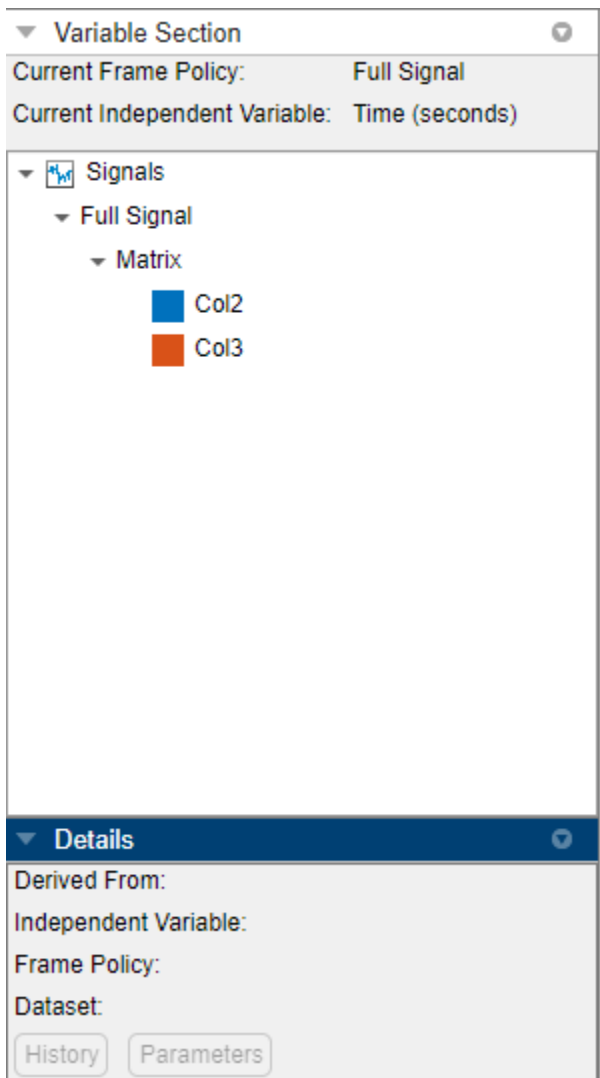 Variable Section
Current Frame Policy: Full Signal
Current Independent Variable: Time (seconds)
Signals
Full Signal
Matrix
Col2
Col3
Details
Derived From:
Independent Variable:
Frame Policy:
Dataset:
History Parameters